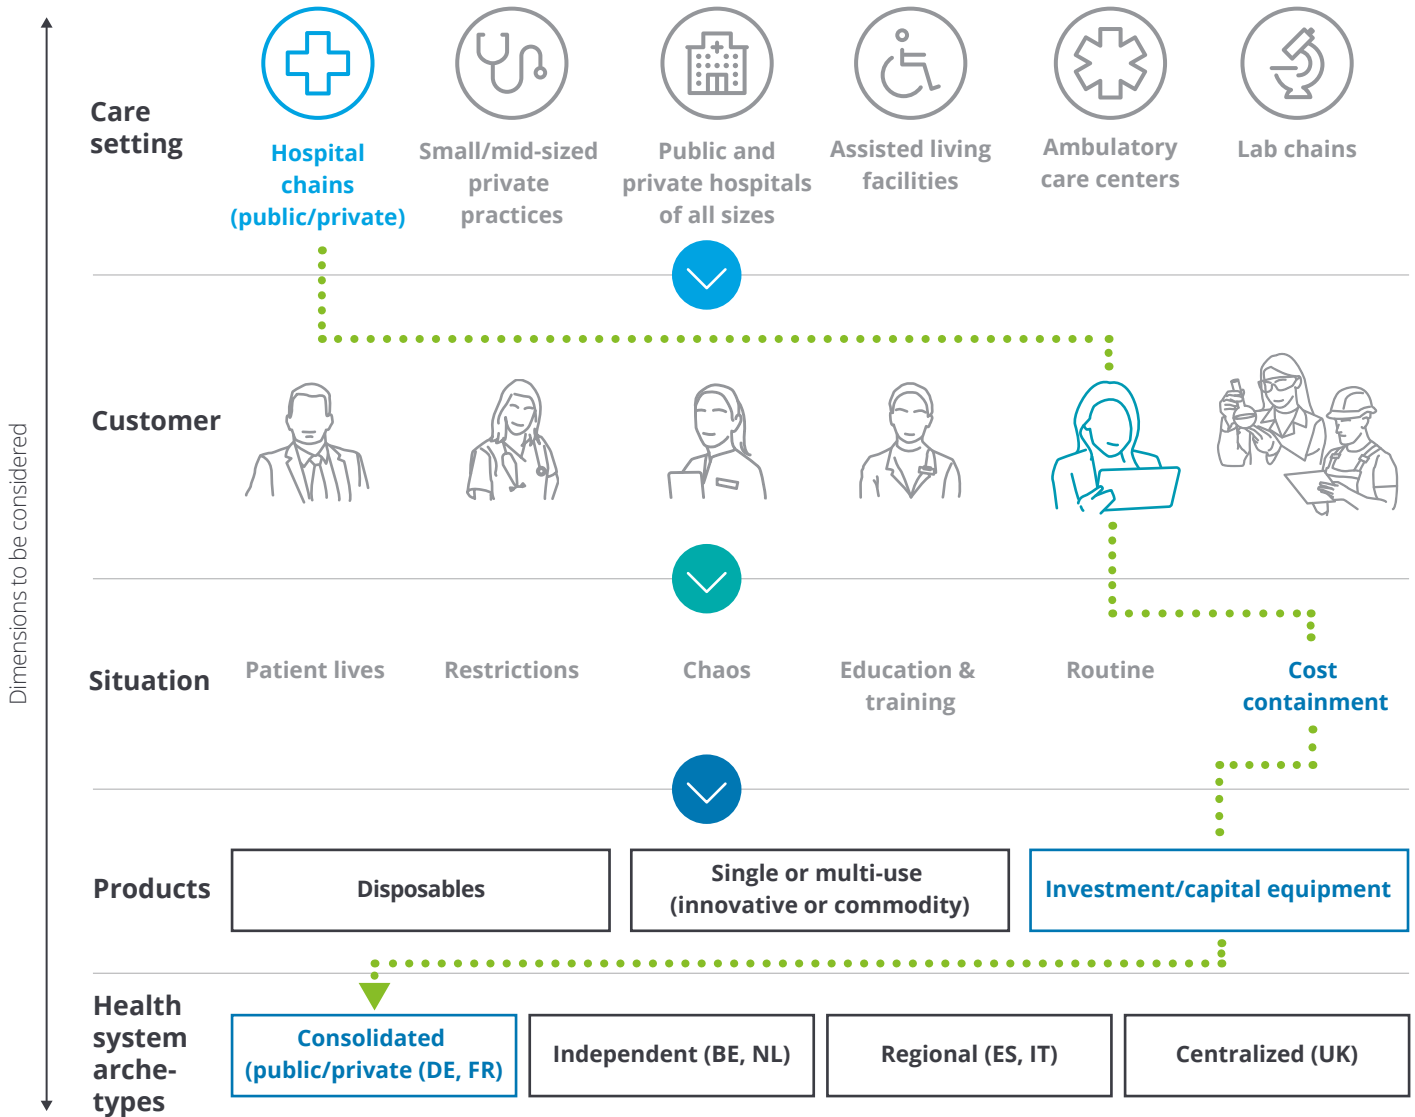 Dimensions to be considered
Care
setting
Hospital
chains
(public/private)
Small/mid-sized
private
practices
Public and
private hospitals
of all sizes
Assisted living
facilities
Ambulatory
care centers
Lab chains
Customer
Situation
Patient lives
Restrictions
Chaos
Education &
training
Routine
Cost
containment
Products
Disposables
Single or multi-use
(innovative or commodity)
Investment/capital equipment
Health
system
arche-
types
Consolidated
(public/private (DE, FR)
Independent (BE, NL)
Regional (ES, IT)
Centralized (UK)